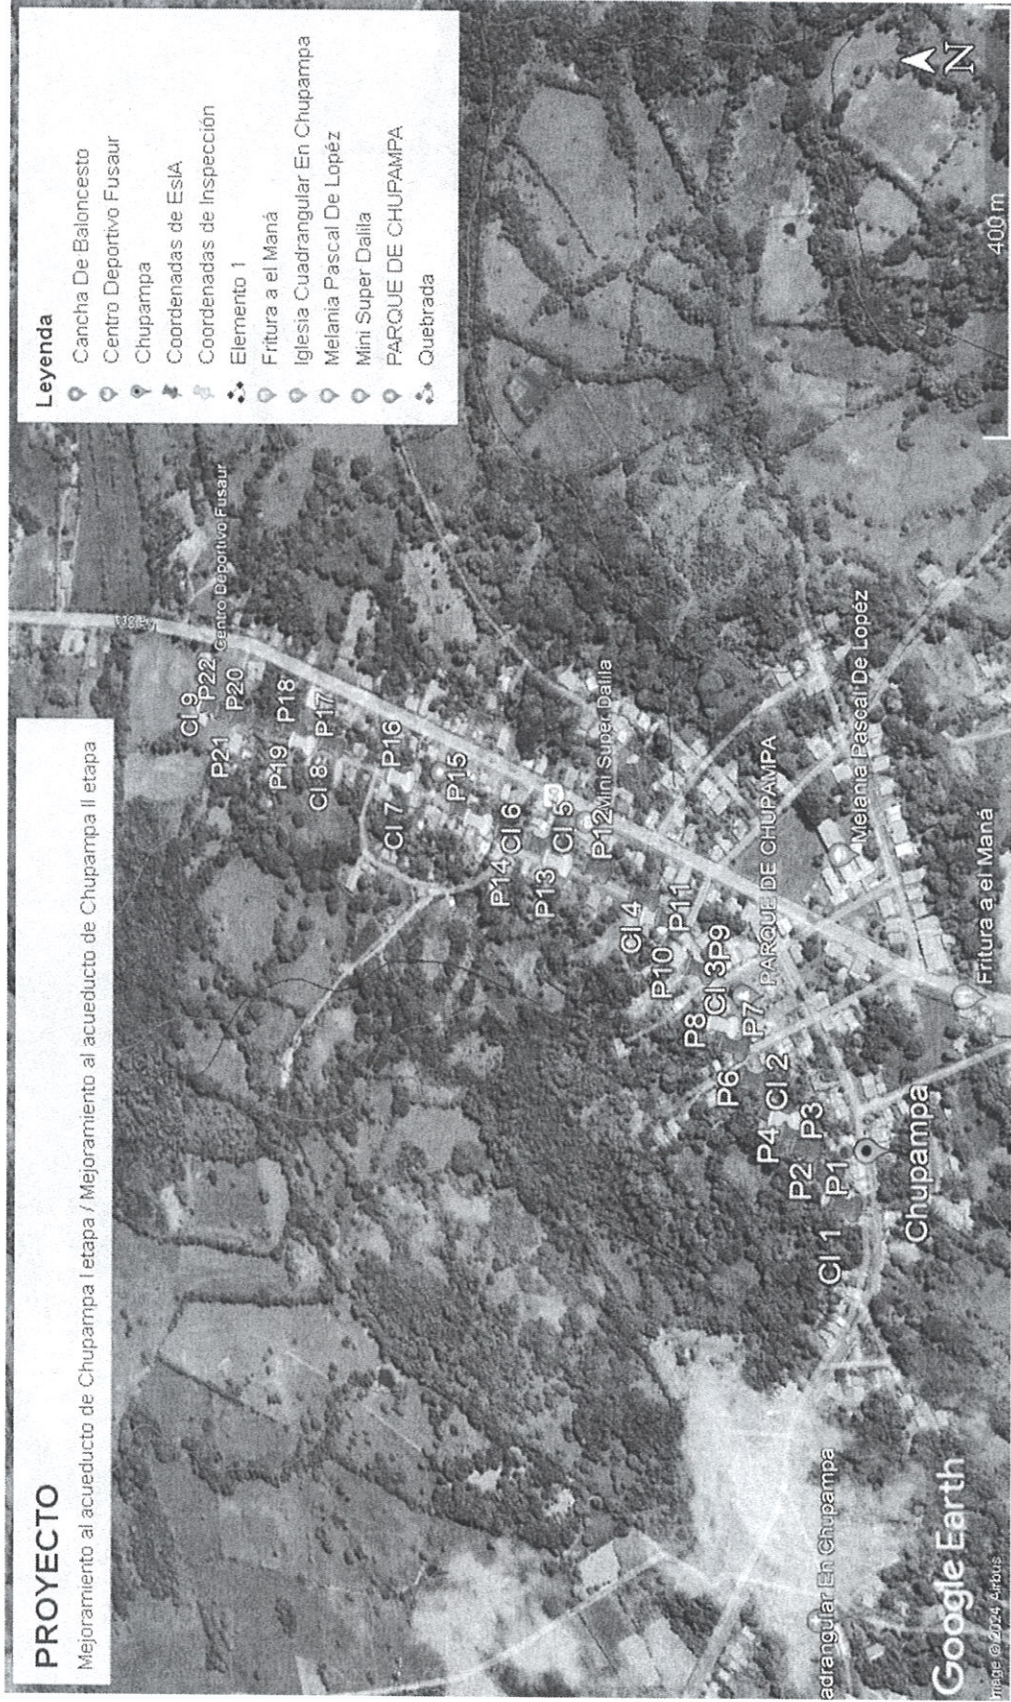 PROYECTO
Mejoramiento al acueducto de Chupampa I etapa / Mejoramiento al acueducto de Chupampa II etapa
Leyenda
Cancha De Baloncesto
Centro Deportivo Fusaur
Chupampa
Coordenadas de EsIA
Coordenadas de Inspección
Elemento 1
Fritura a el Maná
Iglesia Cuadrangular En Chupampa
Melania Pascal De Lopéz
Mini Super Dalila
PARQUE DE CHUPAMPA
Quebrada
CI 9
P22
Centro Deportivo Fusaur
P21
P20
P19
P18
CI 8
P17
CI 7
P16
P15
P14
CI 6
P13
CI 5
P12
Mini Super Dalila
CI 4
P11
P10
P9
CI 3
P8
P7
PARQUE DE CHUPAMPA
P6
CI 2
P4
P3
P2
P1
CI 1
Melania Pascal De Lopéz
Chupampa
Fritura a el Maná
adrangular En Chupampa
Google Earth
Image © 2024 Airbus
400 m
N